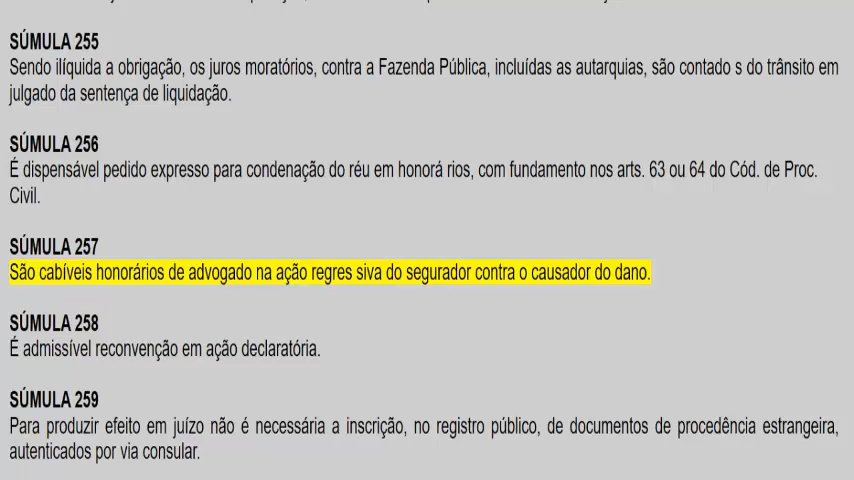 SÚMULA 255
Sendo ilíquida a obrigação, os juros moratórios, contra a Fazenda Pública, incluídas as autarquias, são contado s do trânsito em
julgado da sentença de liquidação.
SÚMULA 256
É dispensável pedido expresso para condenação do réu em honorá rios, com fundamento nos arts. 63 ou 64 do Cód. de Proc.
Civil.
SÚMULA 257
São cabíveis honorários de advogado na ação regres siva do segurador contra o causador do dano.
SÚMULA 258
É admissível reconvenção em ação declaratória.
SÚMULA 259
Para produzir efeito em juízo não é necessária a inscrição, no registro público, de documentos de procedência estrangeira,
autenticados por via consular.